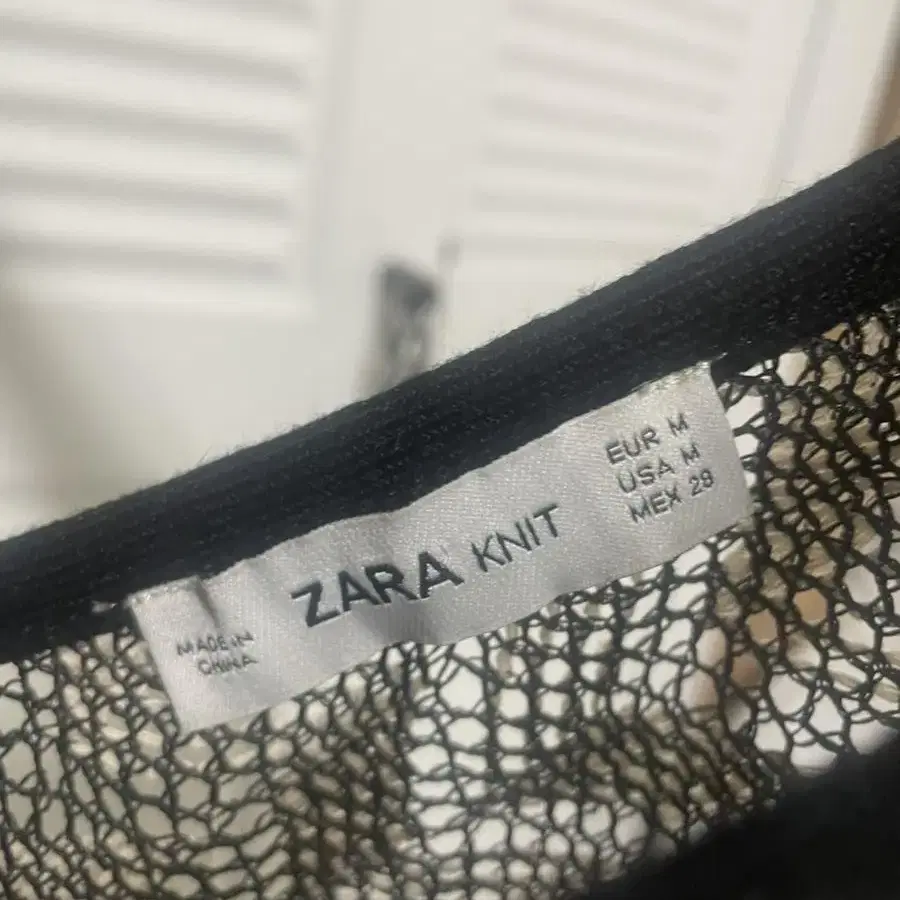 MADE IN
CHINA
ZARA KNIT
EUR M
USA M
MEX 28